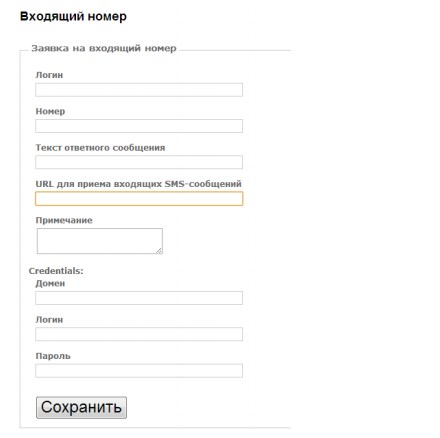 Входящий номер
Заявка на входящий номер
Логин
Номер
Текст ответного сообщения
URL для приема входящих SMS-сообщений
Примечание
Credentials:
Домен
Логин
Пароль
Сохранить